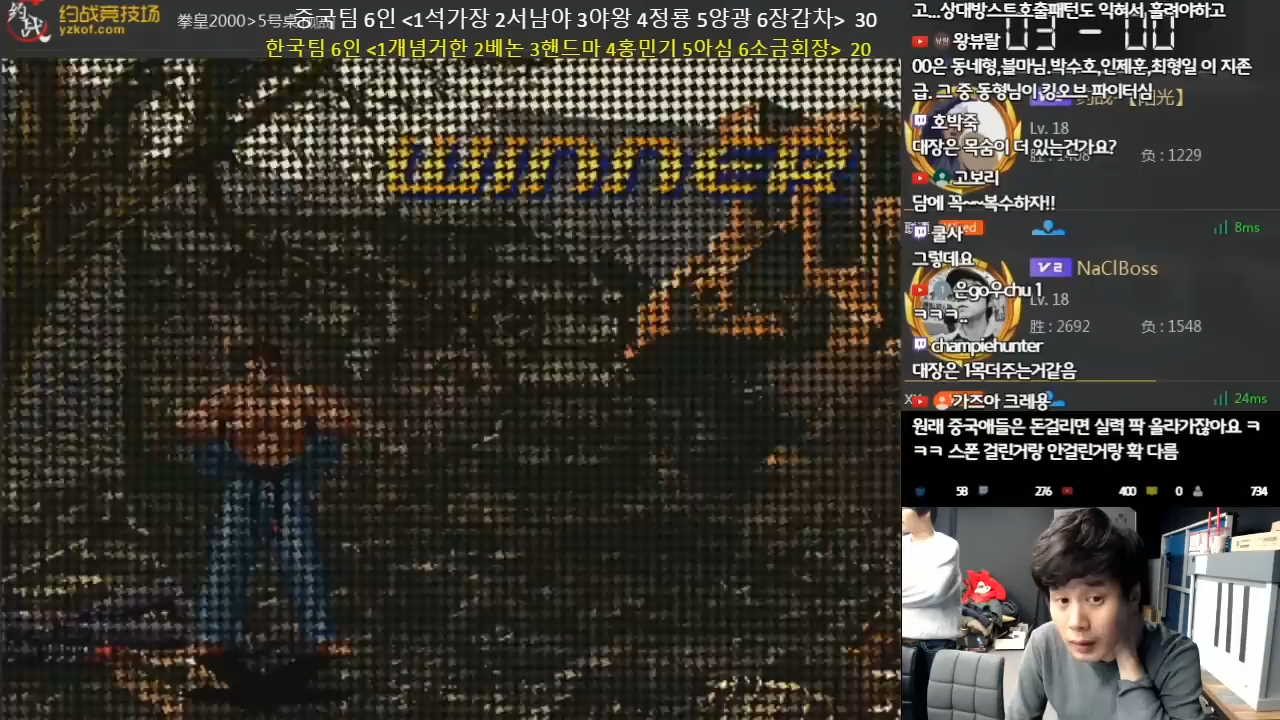 约战竞技场
yzkof.com
拳皇2000>5号桌
중국팀 6인 <1석가장 2서남야 3야왕 4정룡 5양광 6장갑차> 30
한국팀 6인 <1개념거한 2베논 3핸드마 4홍민기 5아심 6소금회장> 20
WINNER
고...상대방스트호출패턴도 익혀서 흘려야하고
왕뷰랄
03 - 00
00은 동네형,블마님.박수호,인제훈,최형일 이 지존
급. 그 중 동형님이 킹오브 파이터심
Lv. 18
호박죽
대장은 목숨이 더 있는건가요?
负 : 1229
고보리
담에 꼭~~복수하자!!
8ms
쿨사
그렇데요
V2 NaClBoss
은go우chu 1
Lv. 18
ㅋㅋㅋ..
胜 : 2692
负 : 1548
champiehunter
대장은 1목더주는거같음
가즈아 크레용
24ms
원래 중국애들은 돈걸리면 실력 팍 올라가잖아요 ㅋ
ㅋㅋ 스폰 걸린거랑 안걸린거랑 확 다름
58 276 400 0 734